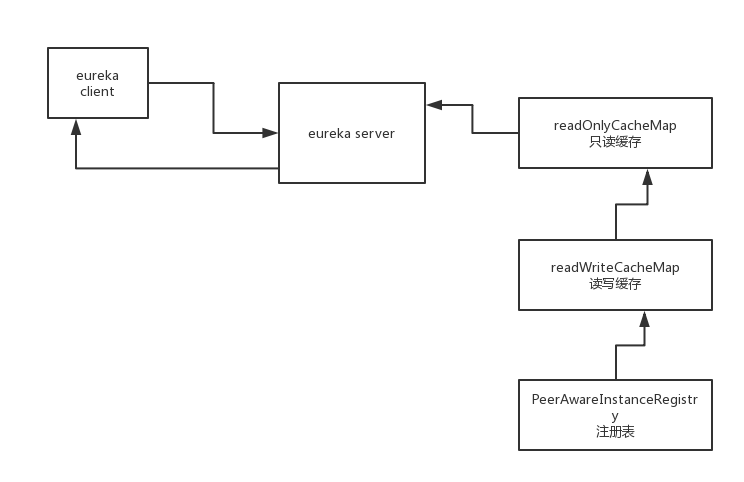 eureka
client
eureka server
readOnlyCacheMap
只读缓存
readWriteCacheMap
读写缓存
PeerAwareInstanceRegistr
y
注册表